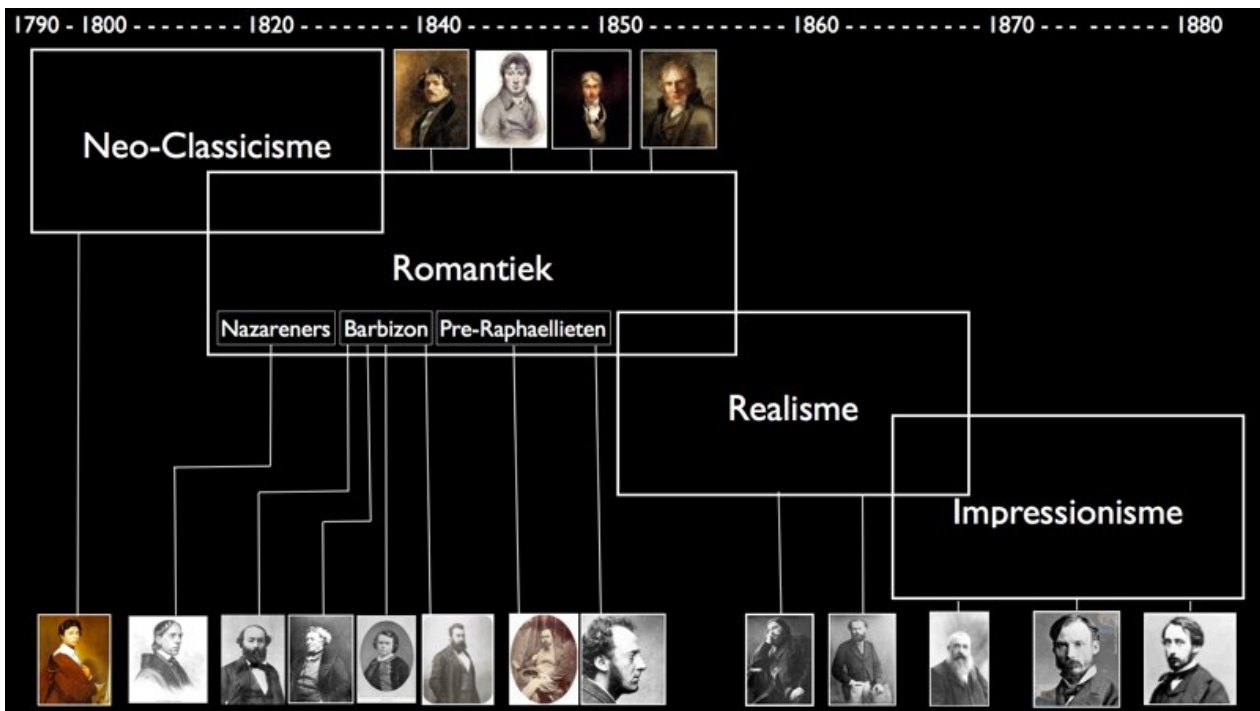 1790 - 1800 - - - - - - - - 1820 - - - - - - - - 1840 - - - - - - - - 1850 - - - - - - - - - 1860 - - - - - - - - 1870 - - -  - - - - - - 1880
Neo-Classicisme
Romantiek
Nazareners Barbizon Pre-Raphaellieten
Realisme
Impressionisme